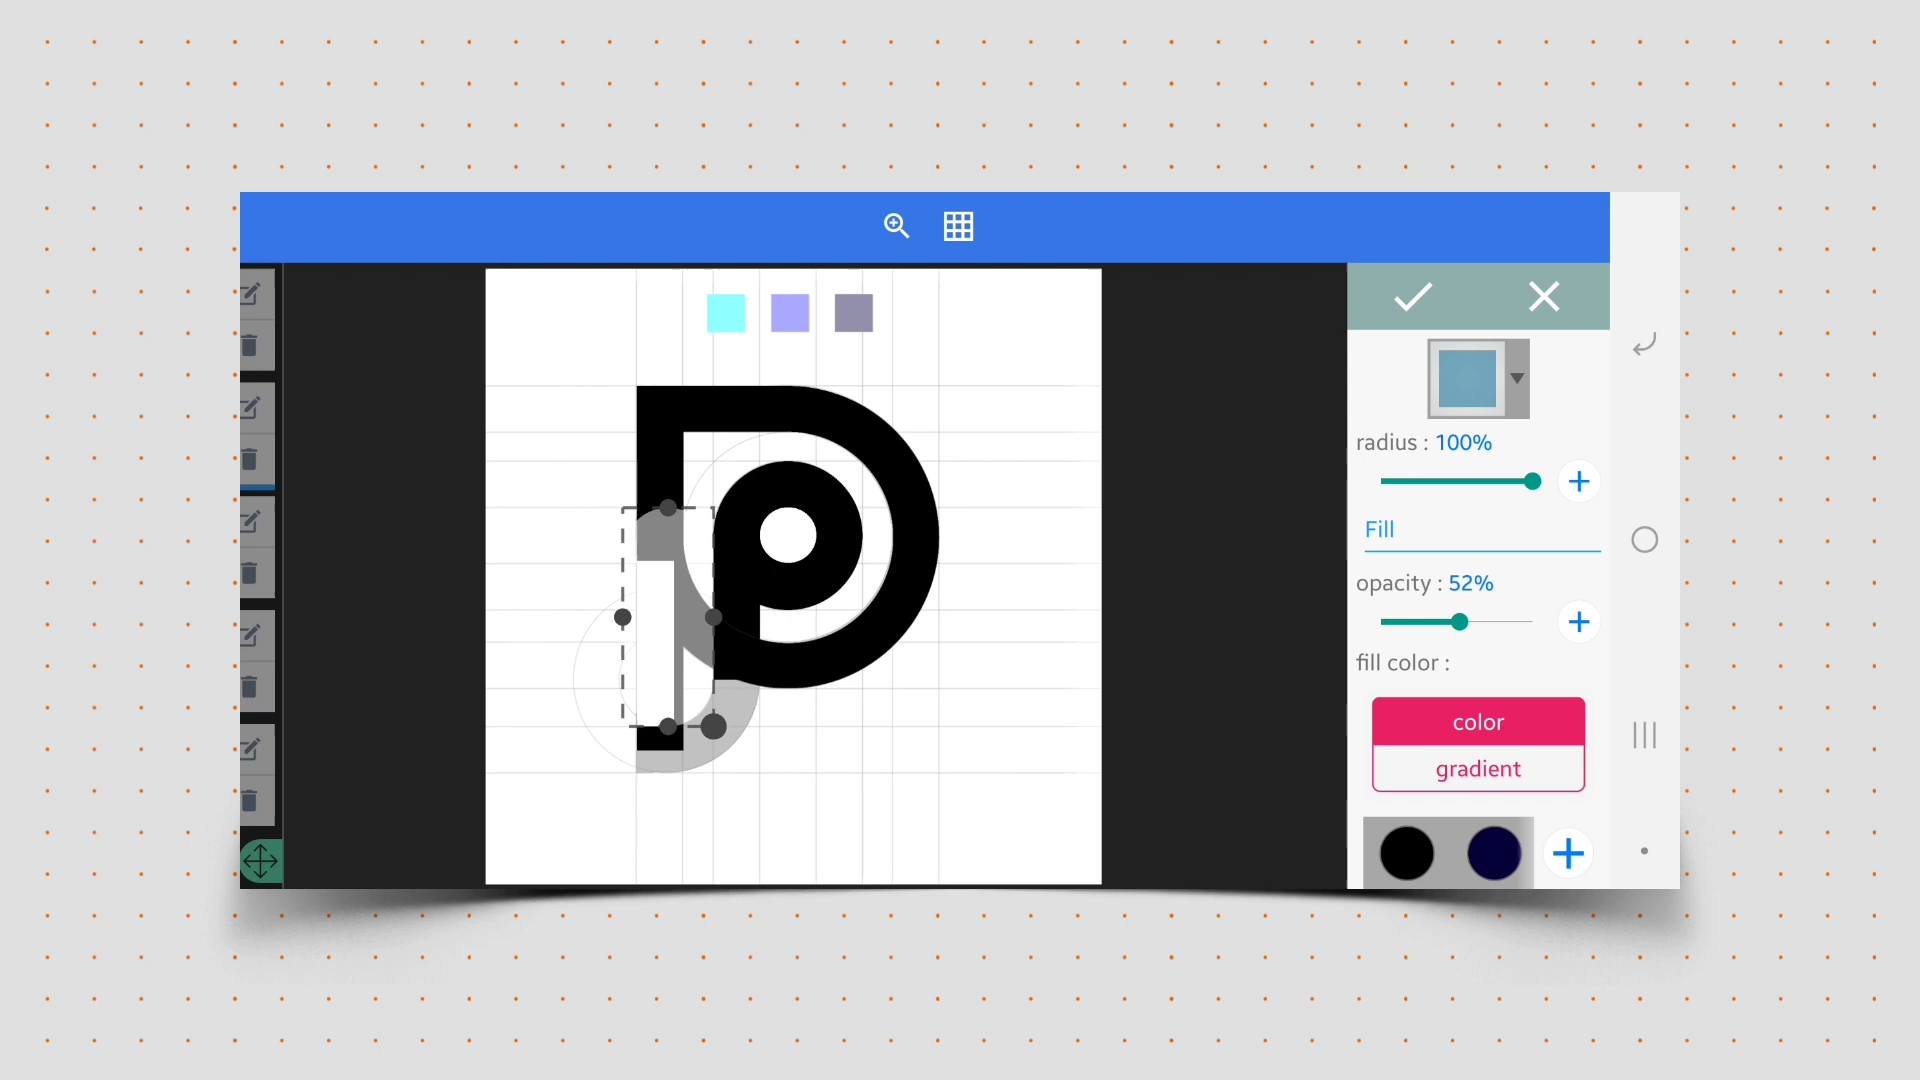 radius : 100%
Fill
opacity : 52%
fill color :
color
gradient